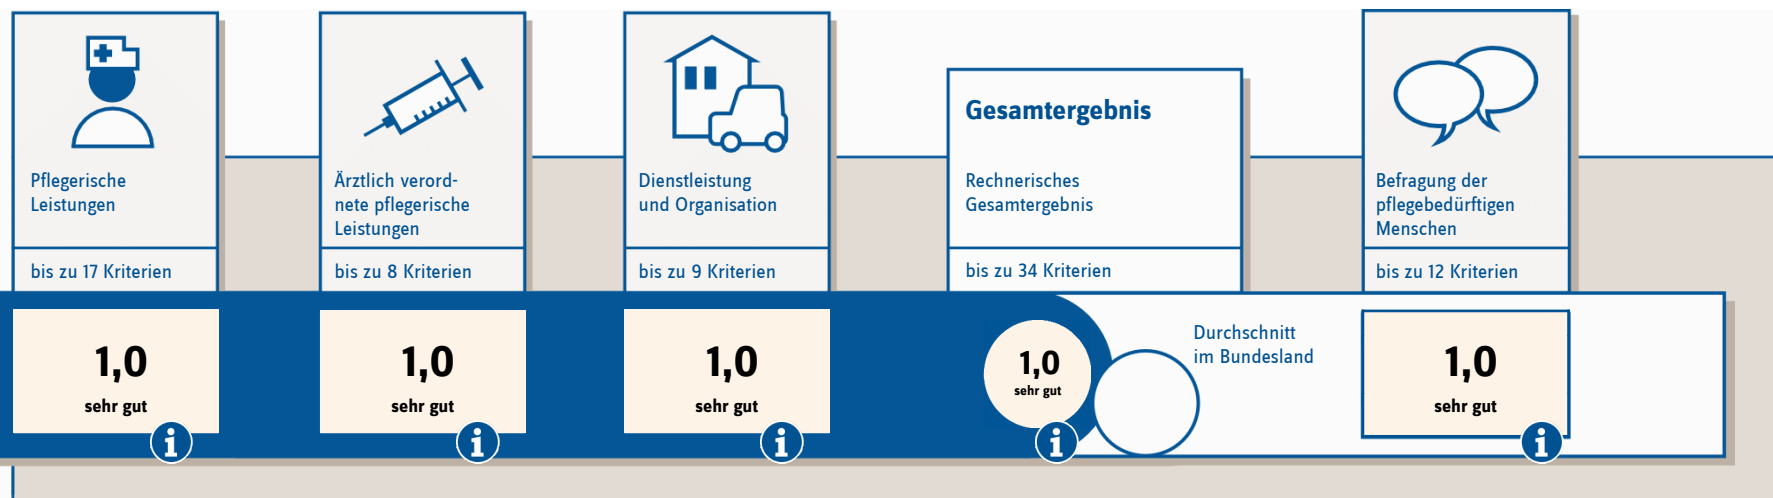 Pflegerische
Leistungen
bis zu 17 Kriterien
1,0
sehr gut
i
Ärztlich verord-
nete pflegerische
Leistungen
bis zu 8 Kriterien
1,0
sehr gut
i
Dienstleistung
und Organisation
bis zu 9 Kriterien
1,0
sehr gut
i
Gesamtergebnis
Rechnerisches
Gesamtergebnis
bis zu 34 Kriterien
1,0
sehr gut
i
Durchschnitt
im Bundesland
Befragung der
pflegebedürftigen
Menschen
bis zu 12 Kriterien
1,0
sehr gut
i